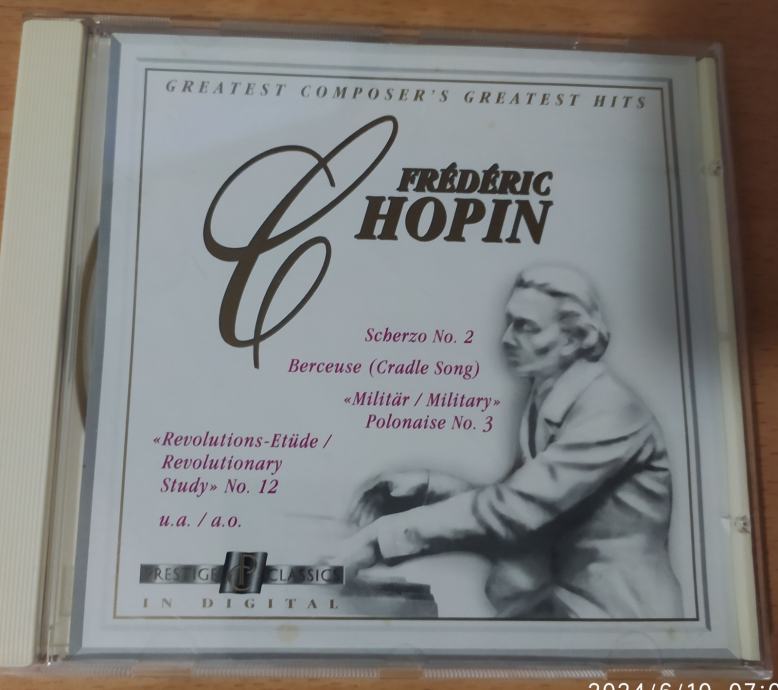 GREATEST COMPOSER'S GREATEST HITS
FRÉDÉRIC
CHOPIN
Scherzo No. 2
Berceuse (Cradle Song)
«Militär / Military»
Polonaise No. 3
«Revolutions-Etüde /
Revolutionary
Study» No. 12
u.a. / a.o.
PRESTIGE CP CLASSICS
IN DIGITAL